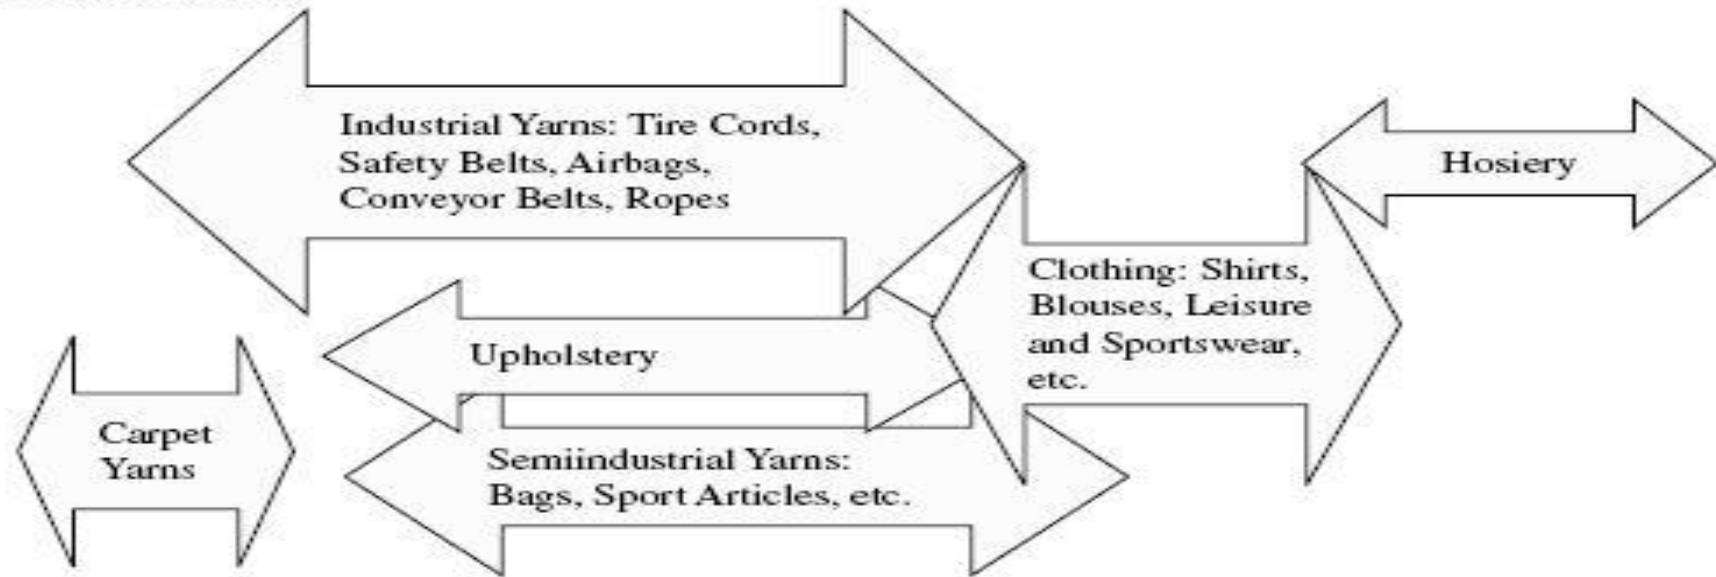 Industrial Yarns: Tire Cords,
Safety Belts, Airbags,
Conveyor Belts, Ropes
Hosiery
Clothing: Shirts,
Blouses, Leisure
and Sportswear,
etc.
Upholstery
Carpet
Yarns
Semiindustrial Yarns:
Bags, Sport Articles, etc.